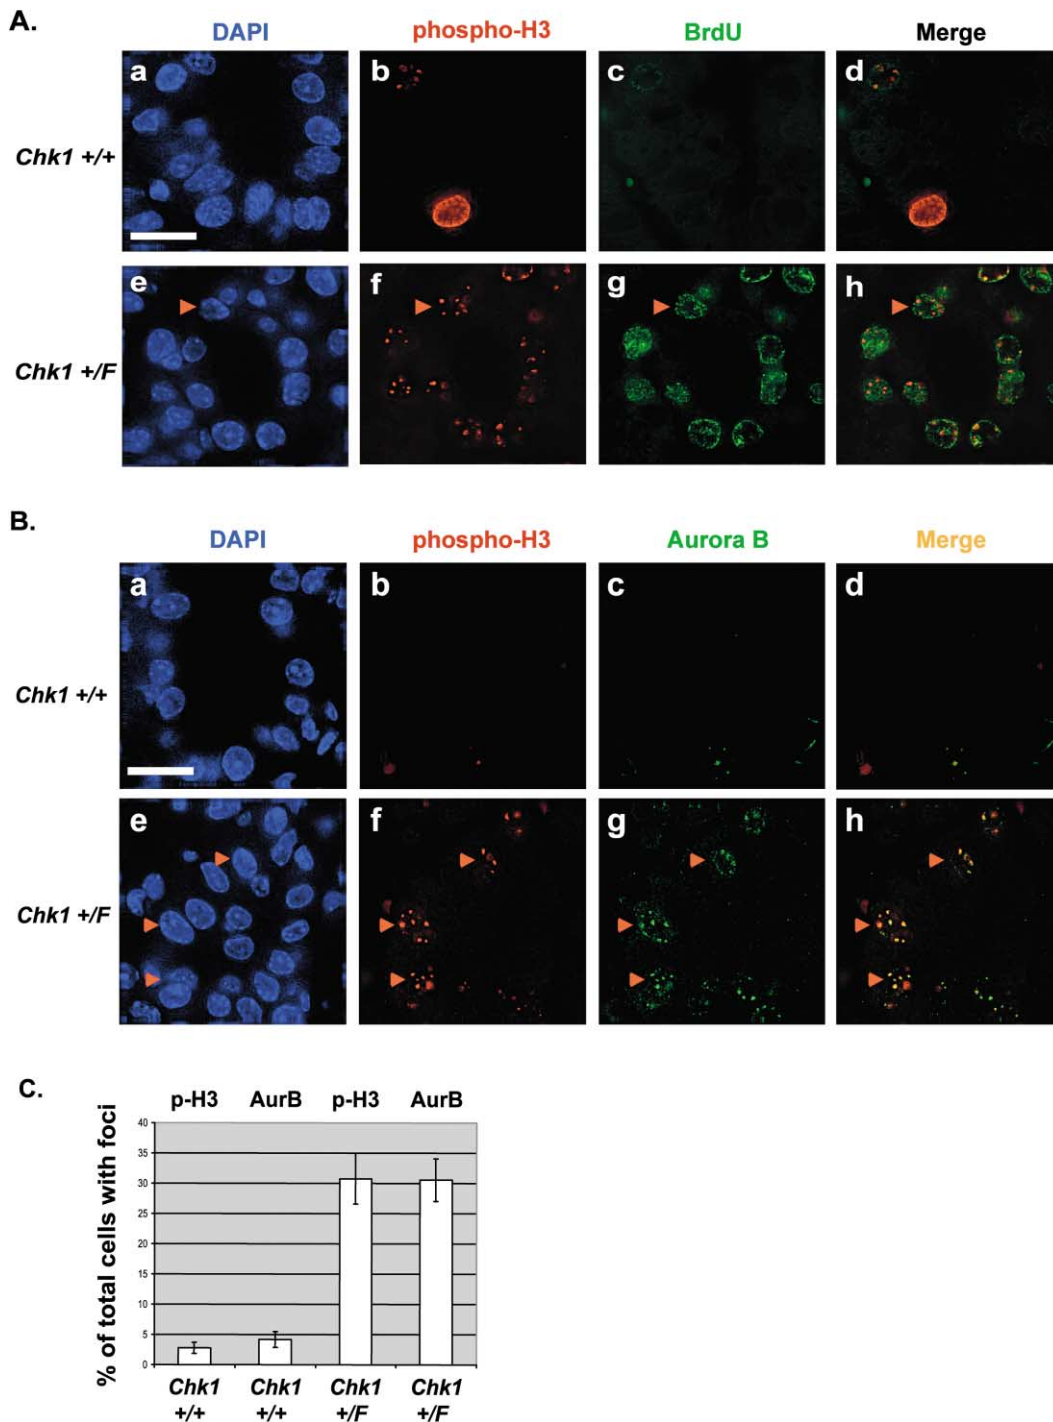 A.
DAPI phospho-H3 BrdU Merge
a b c d
Chk1 +/+
e f g h
Chk1 +/F
B.
DAPI phospho-H3 Aurora B Merge
a b c d
Chk1 +/+
e f g h
Chk1 +/F
C.
p-H3 AurB p-H3 AurB
% of total cells with foci
40
35
30
25
20
15
10
5
0
Chk1 Chk1 Chk1 Chk1
+/+ +/+ +/F +/F